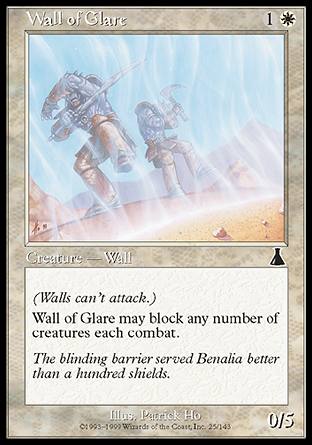 Wall of Glare 1
Creature — Wall
(Walls can't attack.)
Wall of Glare may block any number of
creatures each combat.
The blinding barrier served Benalia better
than a hundred shields.
Illus. Patrick Ho
©1993–1999 Wizards of the Coast, Inc. 25/143
0/5